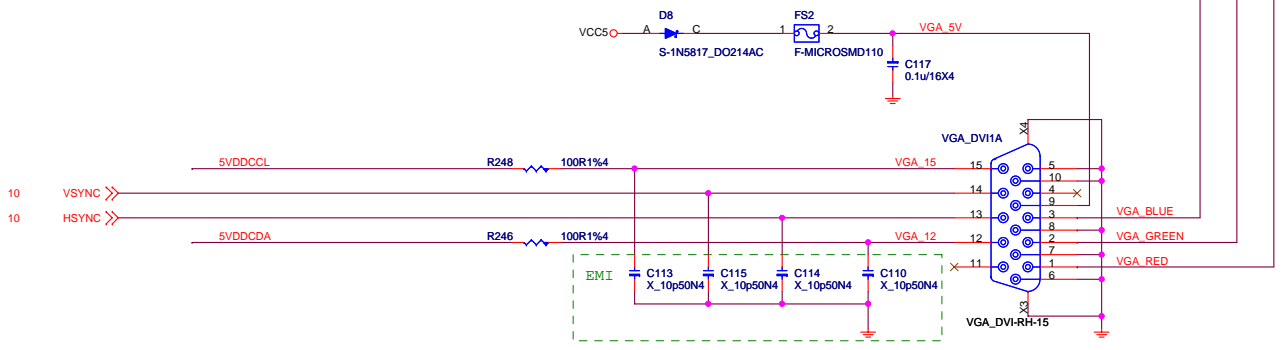 D8
FS2
VCC5
A
C
1
2
VGA_5V
S-1N5817_DO214AC
F-MICROSMD110
C117
0.1u/16X4
X4
VGA_DVI1A
5VDDCCL
R248
100R1%4
VGA_15
15
5
10
10
VSYNC
14
4
9
10
HSYNC
13
3
VGA_BLUE
8
5VDDCDA
R246
100R1%4
VGA_12
12
2
VGA_GREEN
7
11
1
VGA_RED
6
EMI
C113
X_10p50N4
C115
X_10p50N4
C114
X_10p50N4
C110
X_10p50N4
X3
VGA_DVI-RH-15